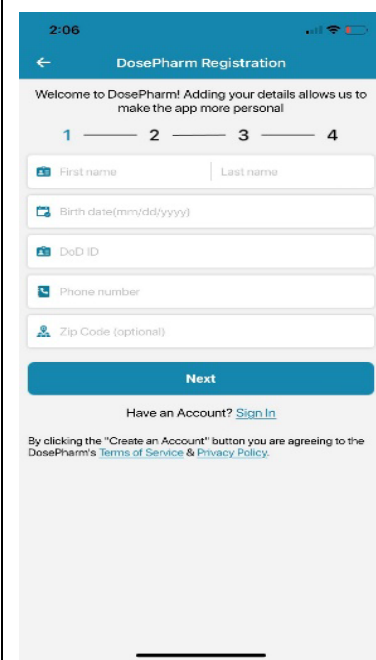 2:06
DosePharm Registration
Welcome to DosePharm! Adding your details allows us to
make the app more personal
1 2 3 4
First name Last name
Birth date(mm/dd/yyyy)
DoD ID
Phone number
Zip Code (optional)
Next
Have an Account? Sign In
By clicking the "Create an Account" button you are agreeing to the
DosePharm's Terms of Service & Privacy Policy.